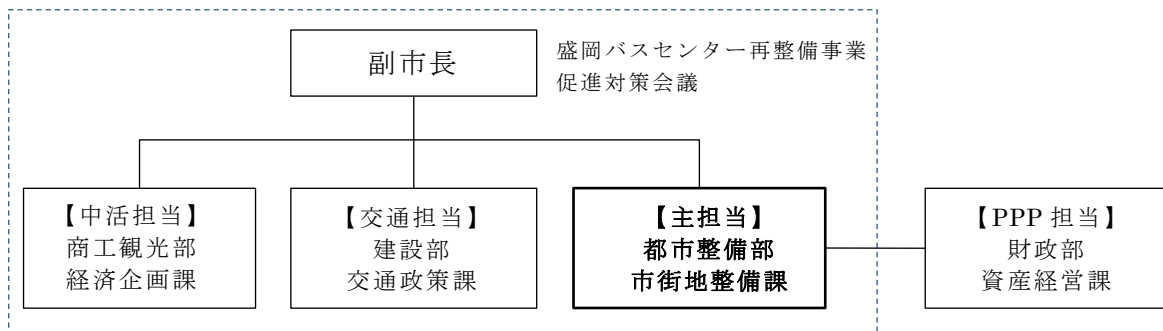 副市長
盛岡バスセンター再整備事業
促進対策会議
【中活担当】
商工観光部
経済企画課
【交通担当】
建設部
交通政策課
【主担当】
都市整備部
市街地整備課
【PPP 担当】
財政部
資産経営課